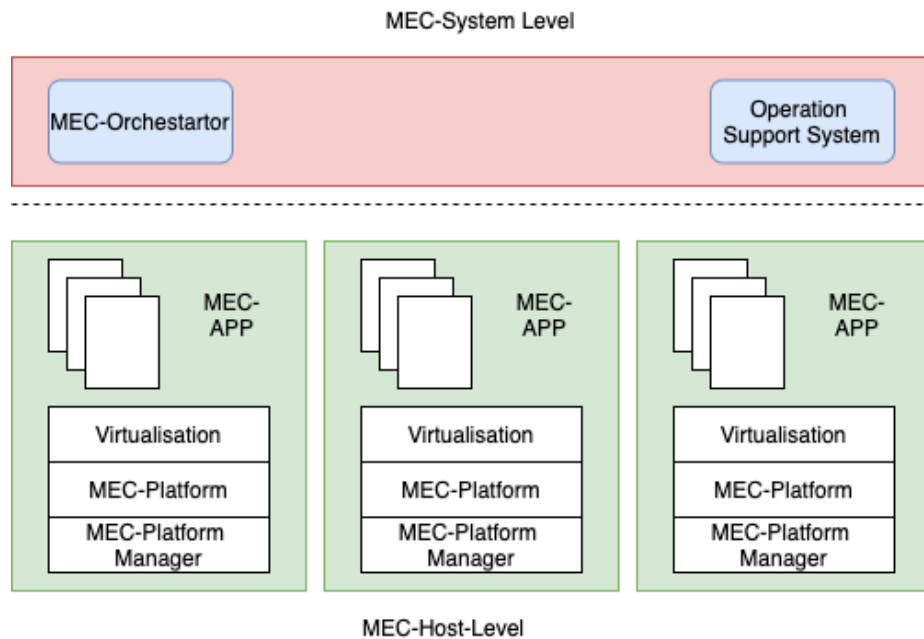 MEC-System Level
MEC-Orchestartor
Operation
Support System
MEC-
APP
Virtualisation
MEC-Platform
MEC-Platform
Manager
MEC-
APP
Virtualisation
MEC-Platform
MEC-Platform
Manager
MEC-
APP
Virtualisation
MEC-Platform
MEC-Platform
Manager
MEC-Host-Level